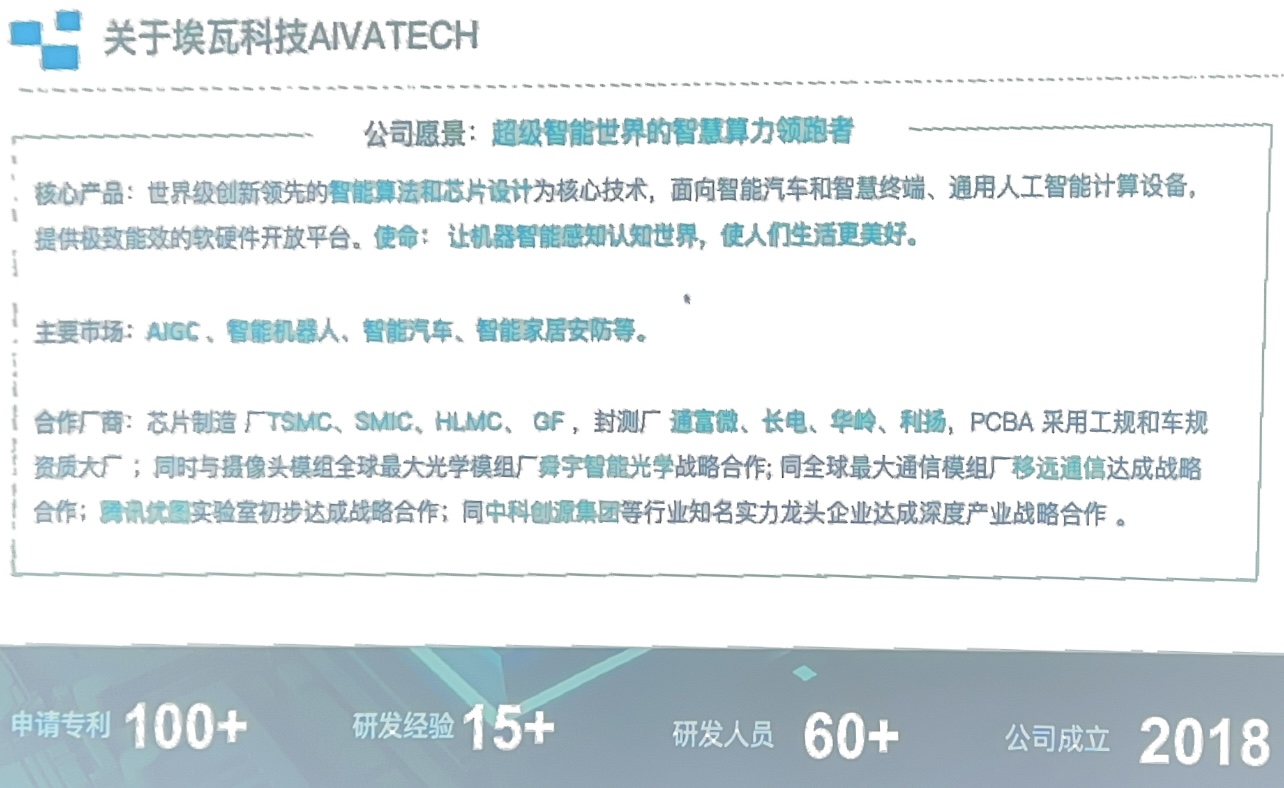 关于埃瓦科技AIVATECH
公司愿景：超级智能世界的智慧算力领跑者
核心产品：世界级创新领先的智能算法和芯片设计为核心技术，面向智能汽车和智慧终端、通用人工智能计算设备，
提供极致能效的软硬件开放平台。使命： 让机器智能感知认知世界，使人们生活更美好。
主要市场：AIGC 、智能机器人、智能汽车、智能家居安防等。
合作厂商：芯片制造 厂TSMC、SMIC、HLMC、 GF ，封测厂 通富微、长电、华岭、利扬，PCBA 采用工规和车规
资质大厂 ；同时与摄像头模组全球最大光学模组厂舜宇智能光学战略合作; 同全球最大通信模组厂移远通信达成战略
合作；腾讯优图实验室初步达成战略合作；同中科创源集团等行业知名实力龙头企业达成深度产业战略合作 。
申请专利 100+ 研发经验 15+ 研发人员 60+ 公司成立 2018